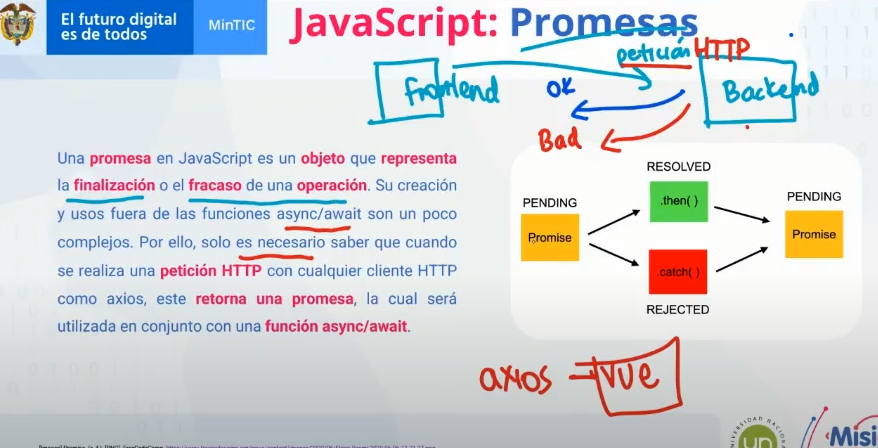 El futuro digital
es de todos
MinTIC
JavaScript: Promesas
petición HTTP
frontend
OK
Backend
Bad
Una promesa en JavaScript es un objeto que representa
la finalización o el fracaso de una operación. Su creación
y usos fuera de las funciones async/await son un poco
complejos. Por ello, solo es necesario saber que cuando
se realiza una petición HTTP con cualquier cliente HTTP
como axios, este retorna una promesa, la cual será
utilizada en conjunto con una función async/await.
RESOLVED
PENDING
.then( )
PENDING
Promise
Promise
.catch( )
REJECTED
axios
vue
UN
Misi